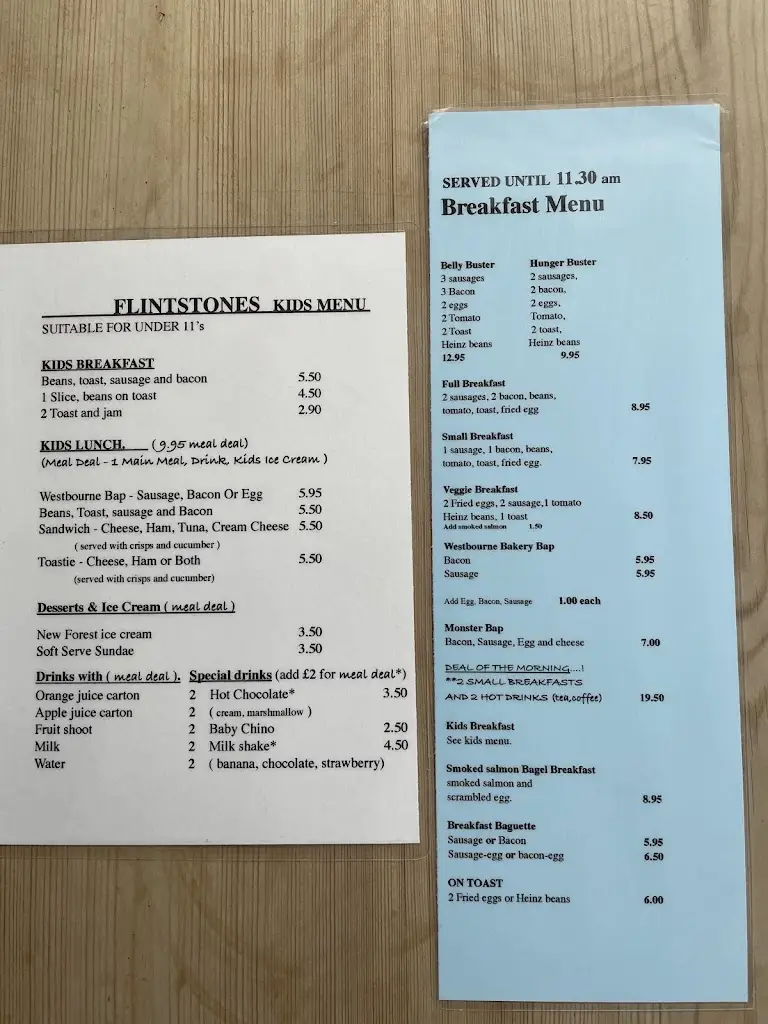 FLINTSTONES KIDS MENU
SUITABLE FOR UNDER 11's
KIDS BREAKFAST
Beans, toast, sausage and bacon 5.50
1 Slice, beans on toast 4.50
2 Toast and jam 2.90
KIDS LUNCH. (9.95 meal deal)
(Meal Deal - 1 Main Meal, Drink, Kids Ice Cream )
Westbourne Bap - Sausage, Bacon Or Egg 5.95
Beans, Toast, sausage and Bacon 5.50
Sandwich - Cheese, Ham, Tuna, Cream Cheese 5.50
( served with crisps and cucumber )
Toastie - Cheese, Ham or Both 5.50
(served with crisps and cucumber)
Desserts & Ice Cream ( meal deal )
New Forest ice cream 3.50
Soft Serve Sundae 3.50
Drinks with ( meal deal ). Special drinks (add £2 for meal deal*)
Orange juice carton 2 Hot Chocolate* 3.50
Apple juice carton 2 ( cream, marshmallow )
Fruit shoot 2 Baby Chino 2.50
Milk 2 Milk shake* 4.50
Water 2 ( banana, chocolate, strawberry)
SERVED UNTIL 11.30 am
Breakfast Menu
Belly Buster
3 sausages
3 Bacon
2 eggs
2 Tomato
2 Toast
Heinz beans
12.95
Hunger Buster
2 sausages,
2 bacon,
2 eggs,
Tomato,
2 toast,
Heinz beans
9.95
Full Breakfast
2 sausages, 2 bacon, beans,
tomato, toast, fried egg 8.95
Small Breakfast
1 sausage, 1 bacon, beans,
tomato, toast, fried egg. 7.95
Veggie Breakfast
2 Fried eggs, 2 sausage,1 tomato
Heinz beans, 1 toast 8.50
Add smoked salmon 1.50
Westbourne Bakery Bap
Bacon 5.95
Sausage 5.95
Add Egg, Bacon, Sausage 1.00 each
Monster Bap
Bacon, Sausage, Egg and cheese 7.00
DEAL OF THE MORNING....!
**2 SMALL BREAKFASTS
AND 2 HOT DRINKS (tea,coffee) 19.50
Kids Breakfast
See kids menu.
Smoked salmon Bagel Breakfast
smoked salmon and
scrambled egg. 8.95
Breakfast Baguette
Sausage or Bacon 5.95
Sausage-egg or bacon-egg 6.50
ON TOAST
2 Fried eggs or Heinz beans 6.00